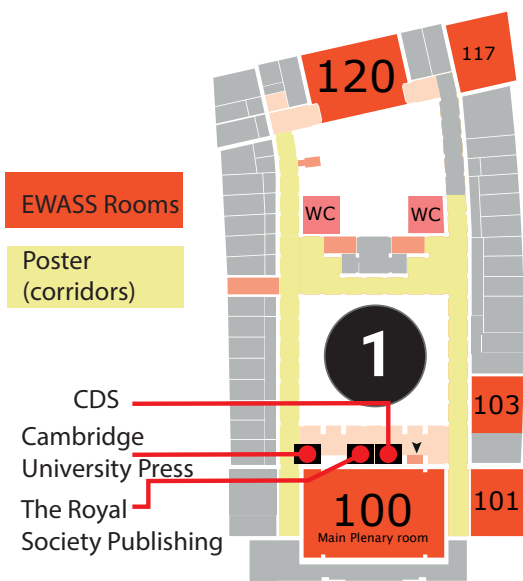 120
117
EWASS Rooms
WC
WC
Poster
(corridors)
1
CDS
103
Cambridge
University Press
The Royal
Society Publishing
100
Main Plenary room
101